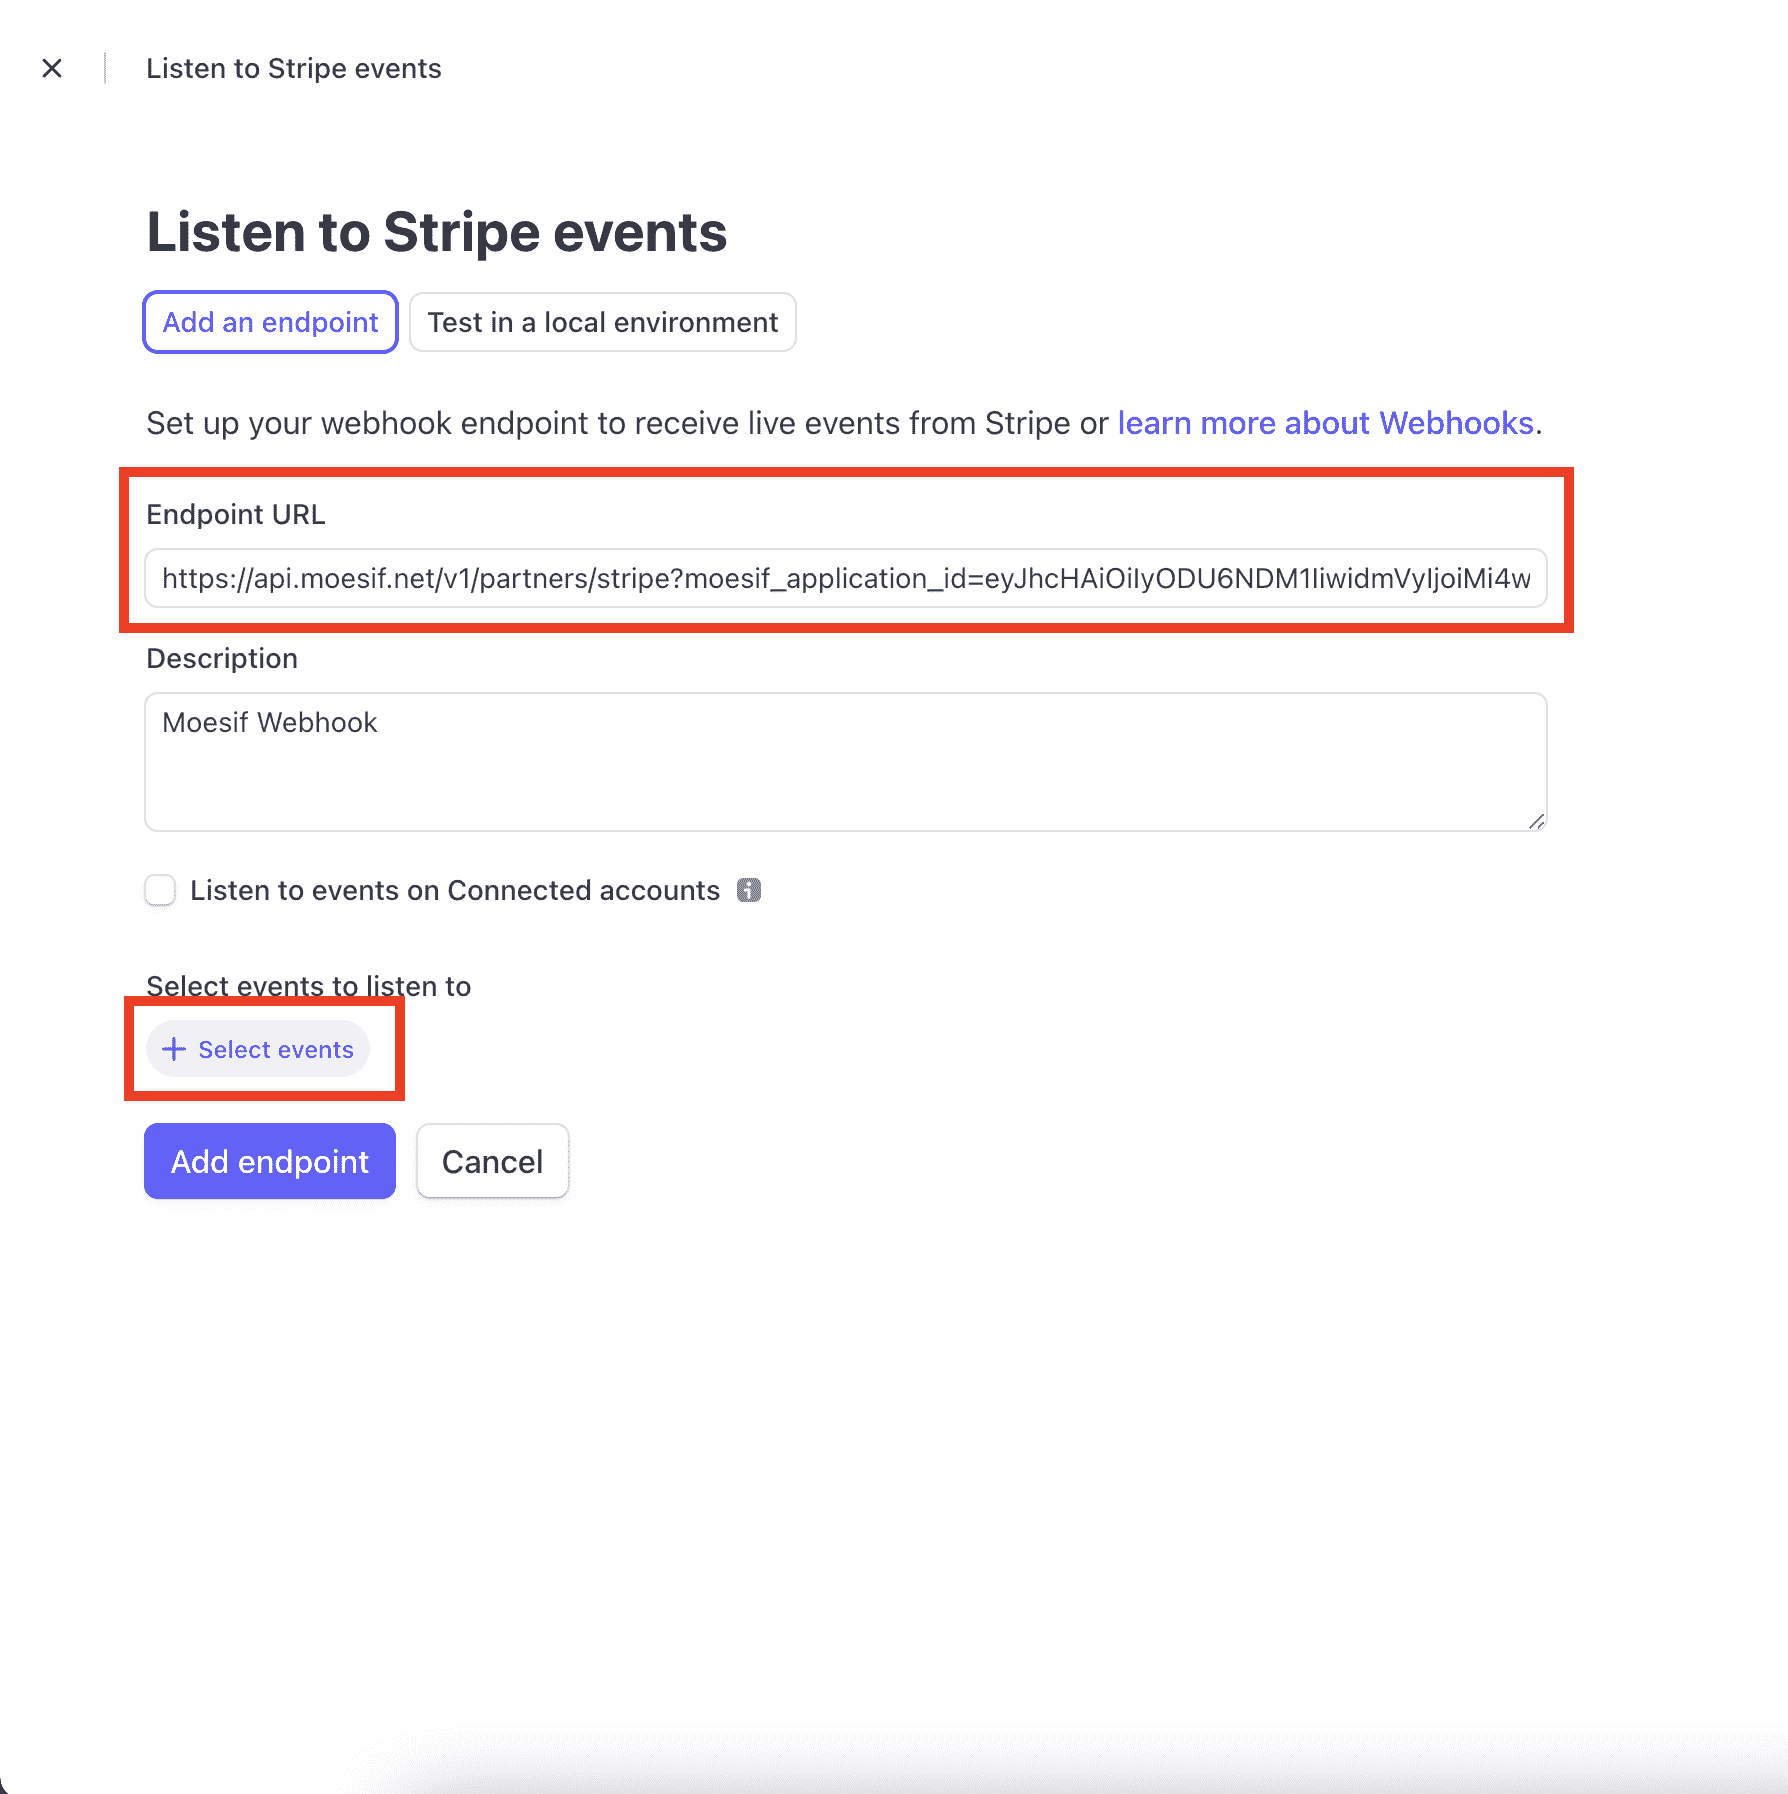 Listen to Stripe events
Listen to Stripe events
Add an endpoint
Test in a local environment
Set up your webhook endpoint to receive live events from Stripe or learn more about Webhooks.
Endpoint URL
https://api.moesif.net/v1/partners/stripe?moesif_application_id=eyJhcHAiOiIyODU6NDM1IiwidmVyIjoiMi4w
Description
Moesif Webhook
Listen to events on Connected accounts
Select events to listen to
+ Select events
Add endpoint
Cancel